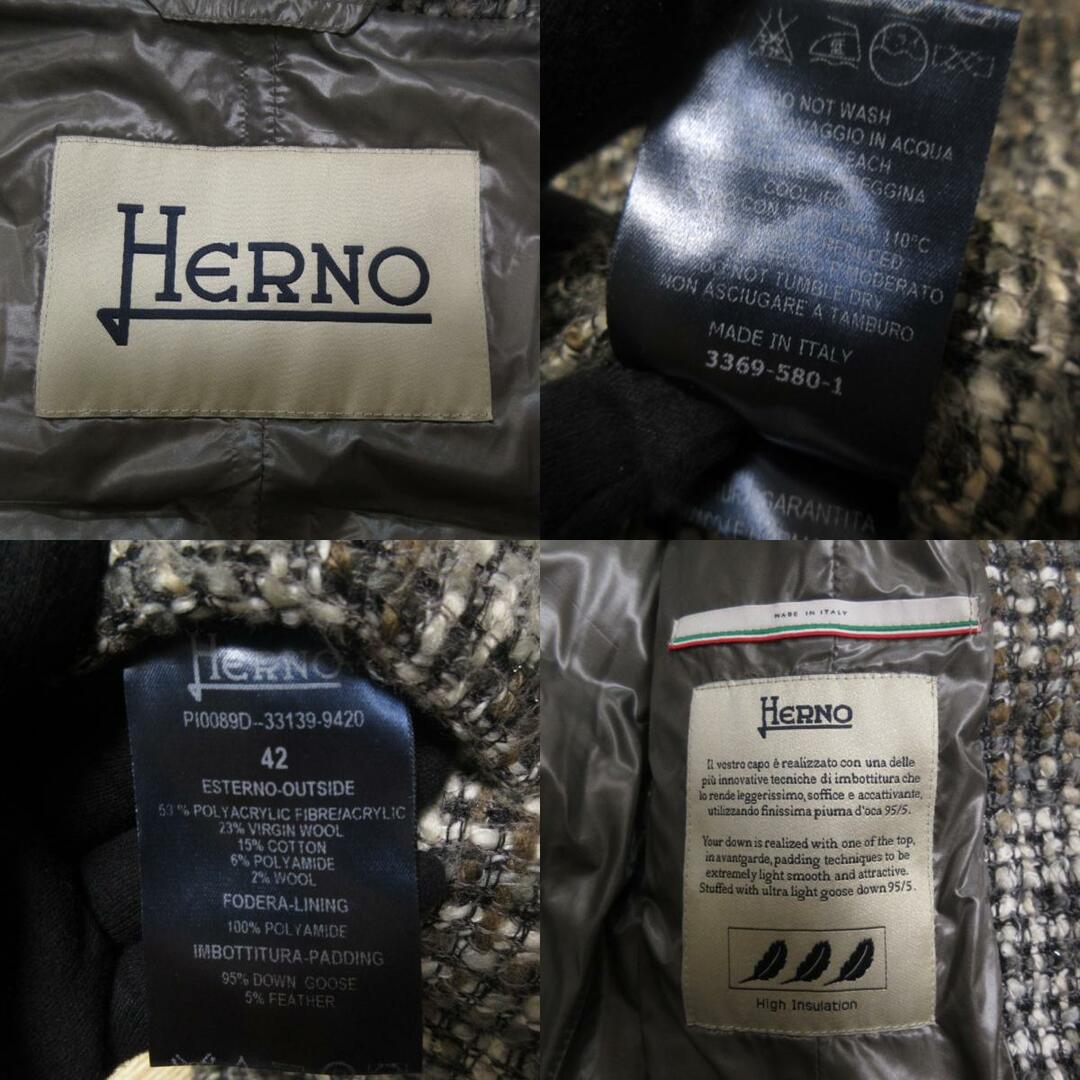 HERNO
DO NOT WASH
IN ACQUA
COOL
MAX 110°C
MODERATO
DO NOT TUMBLE DRY
NON ASCIUGARE A TAMBURO
MADE IN ITALY
3369-580-1
GARANTITA
HERNO
PI0089D--33139-9420
42
ESTERNO-OUTSIDE
53 % POLYACRYLIC FIBRE/ACRYLIC
23% VIRGIN WOOL
15% COTTON
6% POLYAMIDE
2% WOOL
FODERA-LINING
100% POLYAMIDE
IMBOTTITURA-PADDING
95% DOWN GOOSE
5% FEATHER
MADE IN ITALY
HERNO
Il vostro capo è realizzato con una delle
più innovative tecniche di imbottitura che
lo rende leggerissimo, soffice e accattivante,
utilizzando finissima piuma d'oca 95/5.
Your down is realized with one of the top,
in avantgarde, padding techniques to be
extremely light smooth and attractive.
Stuffed with ultra light goose down 95/5.
High Insulation